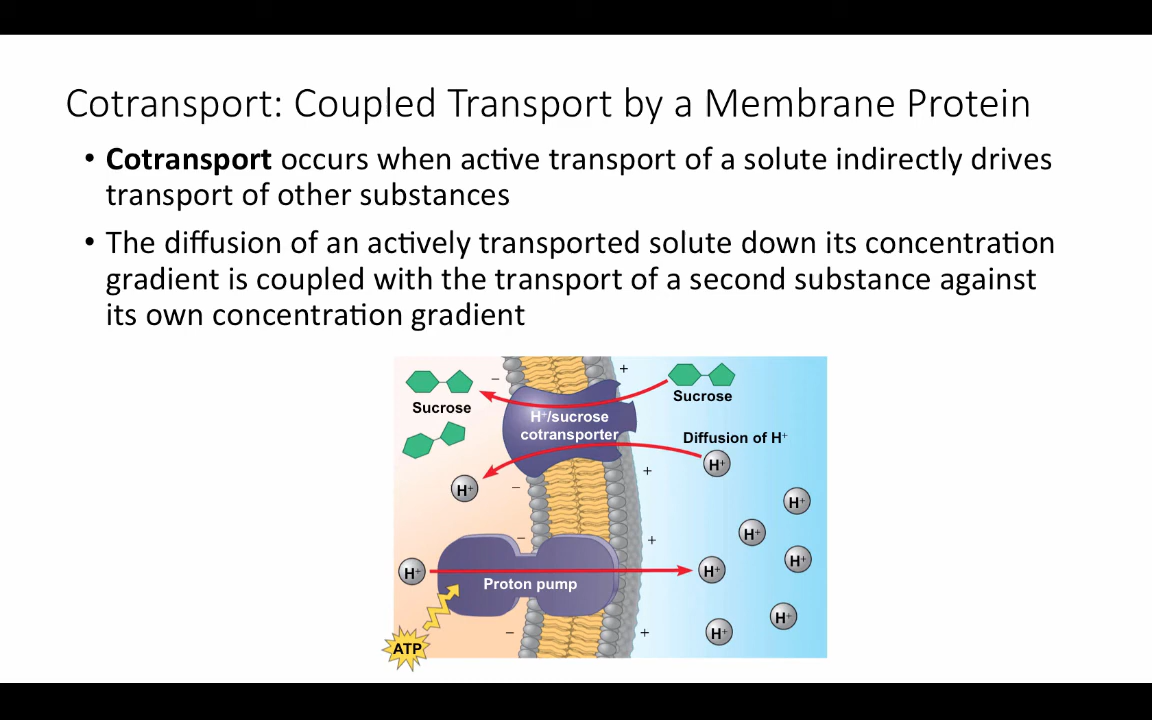 Cotransport: Coupled Transport by a Membrane Protein
• Cotransport occurs when active transport of a solute indirectly drives
transport of other substances
• The diffusion of an actively transported solute down its concentration
gradient is coupled with the transport of a second substance against
its own concentration gradient
− +
Sucrose
Sucrose
H⁺/sucrose
cotransporter
Diffusion of H⁺
H⁺
+
H⁺ −
H⁺
H⁺
− +
H⁺
H⁺
Proton pump
H⁺
H⁺
− +
H⁺
ATP